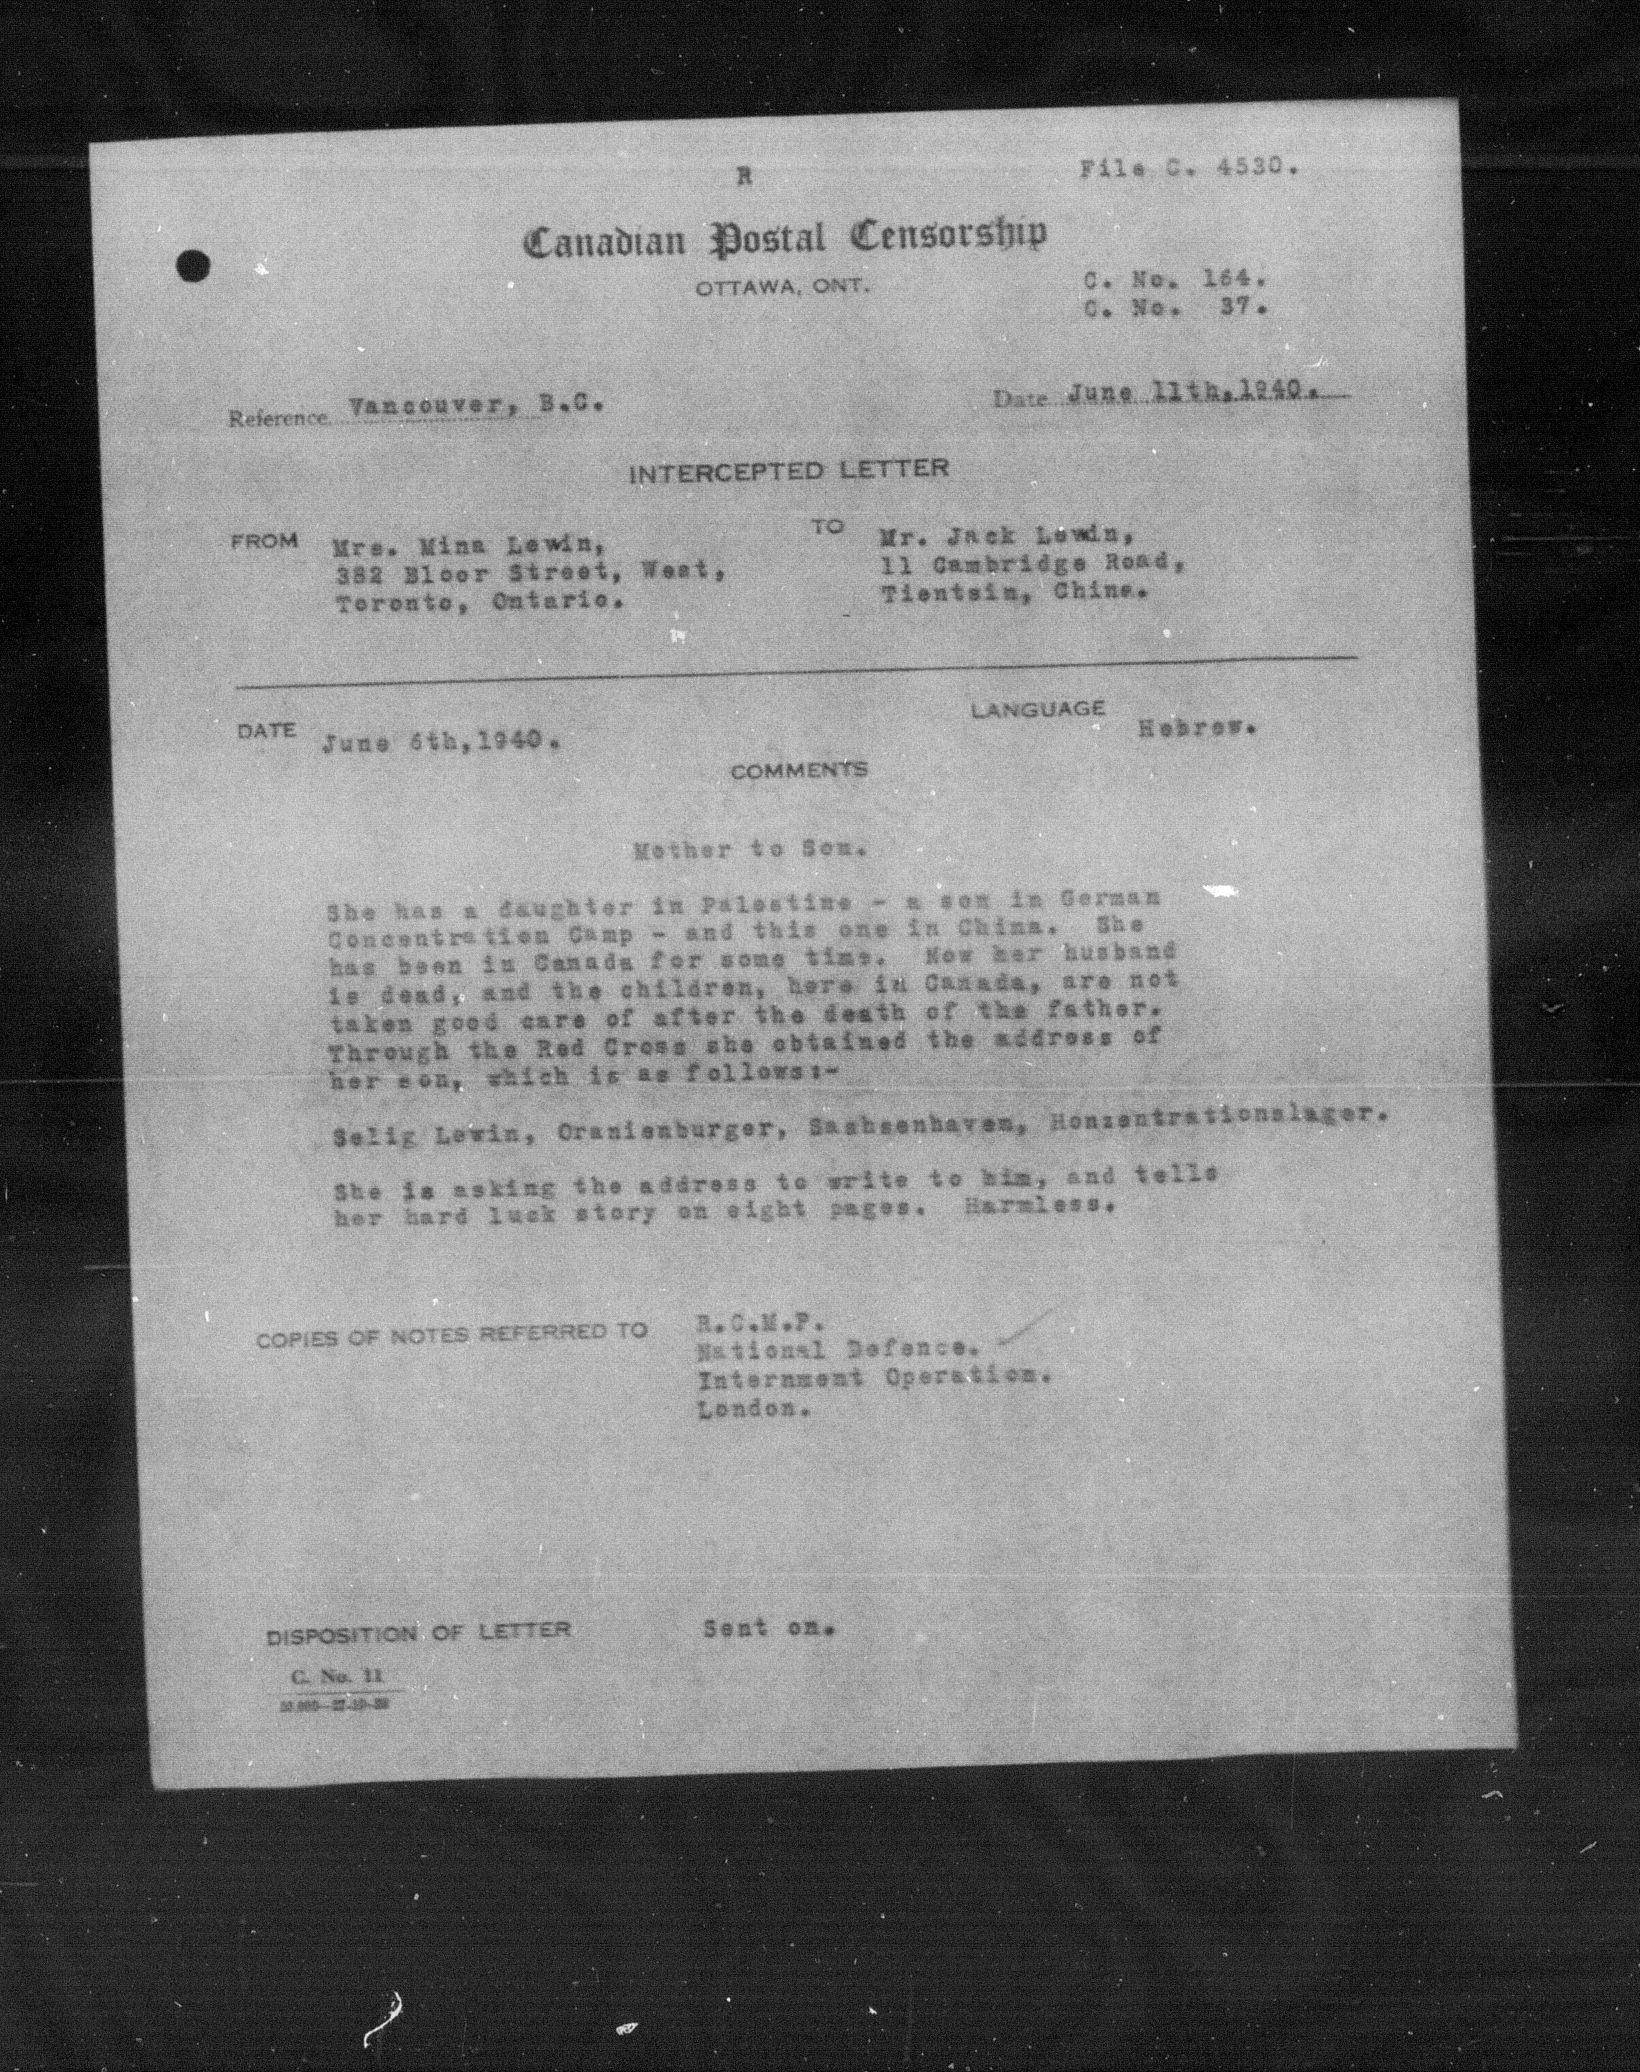 R
File C. 4530.
Canadian Postal Censorship
OTTAWA, ONT.
C. No. 164.
C. No. 37.
Reference Vancouver, B.C.
Date June 11th, 1940.
INTERCEPTED LETTER
FROM Mrs. Mina Lewin,
382 Bloor Street, West,
Toronto, Ontario.
TO Mr. Jack Lewin,
11 Cambridge Road,
Tientsin, China.
DATE June 6th, 1940.
LANGUAGE Hebrew.
COMMENTS
Mother to Son.
She has a daughter in Palestine - a son in German
Concentration Camp - and this one in China. She
has been in Canada for some time. Now her husband
is dead, and the children, here in Canada, are not
taken good care of after the death of the father.
Through the Red Cross she obtained the address of
her son, which is as follows:-
Selig Lewin, Oranienburger, Sashsenhaven, Honzentrationslager.
She is asking the address to write to him, and tells
her hard luck story on eight pages. Harmless.
COPIES OF NOTES REFERRED TO
R.C.M.P.
National Defence.
Internment Operation.
London.
DISPOSITION OF LETTER Sent on.
C. No. 11